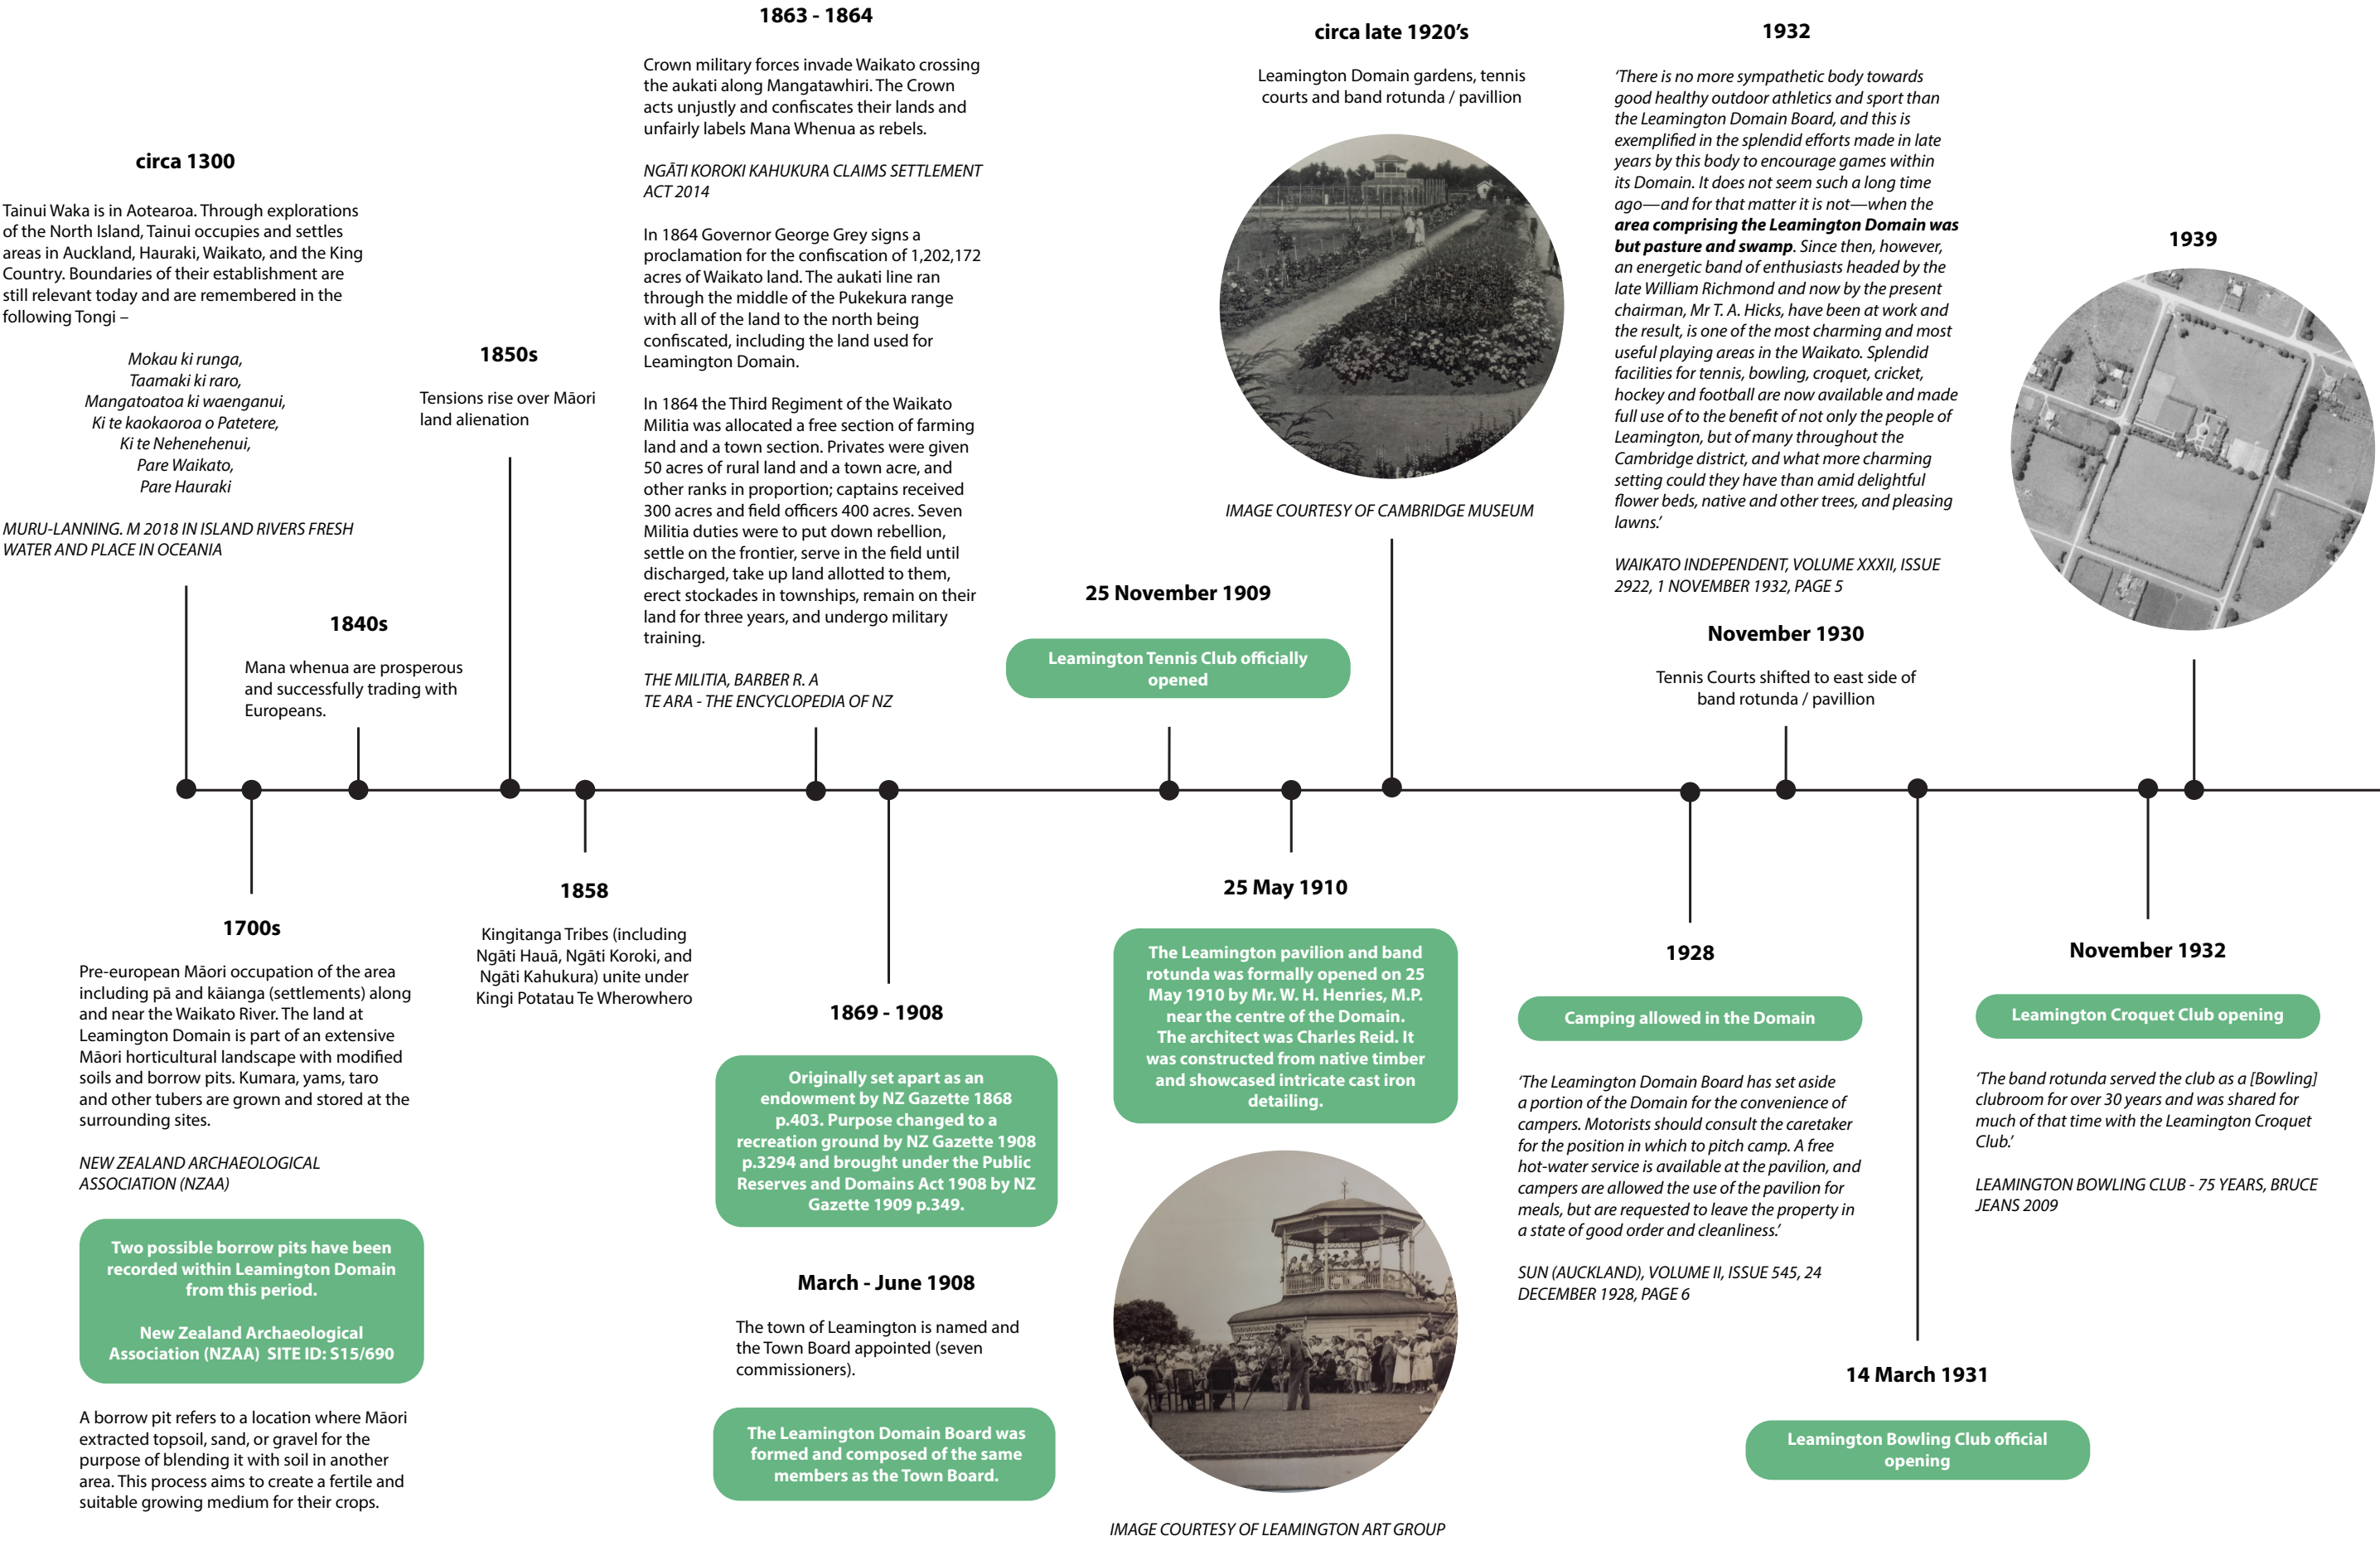 circa 1300
Tainui Waka is in Aotearoa. Through explorations
of the North Island, Tainui occupies and settles
areas in Auckland, Hauraki, Waikato, and the King
Country. Boundaries of their establishment are
still relevant today and are remembered in the
following Tongi –
Mokau ki runga,
Taamaki ki raro,
Mangatoatoa ki waenganui,
Ki te kaokaoroa o Patetere,
Ki te Nehenehenui,
Pare Waikato,
Pare Hauraki
MURU-LANNING. M 2018 IN ISLAND RIVERS FRESH
WATER AND PLACE IN OCEANIA
1700s
Pre-european Māori occupation of the area
including pā and kāianga (settlements) along
and near the Waikato River. The land at
Leamington Domain is part of an extensive
Māori horticultural landscape with modified
soils and borrow pits. Kumara, yams, taro
and other tubers are grown and stored at the
surrounding sites.
NEW ZEALAND ARCHAEOLOGICAL
ASSOCIATION (NZAA)
Two possible borrow pits have been
recorded within Leamington Domain
from this period.
New Zealand Archaeological
Association (NZAA) SITE ID: S15/690
A borrow pit refers to a location where Māori
extracted topsoil, sand, or gravel for the
purpose of blending it with soil in another
area. This process aims to create a fertile and
suitable growing medium for their crops.
1840s
Mana whenua are prosperous
and successfully trading with
Europeans.
1850s
Tensions rise over Māori
land alienation
1858
Kingitanga Tribes (including
Ngāti Hauā, Ngāti Koroki, and
Ngāti Kahukura) unite under
Kingi Potatau Te Wherowhero
1863 - 1864
Crown military forces invade Waikato crossing
the aukati along Mangatawhiri. The Crown
acts unjustly and confiscates their lands and
unfairly labels Mana Whenua as rebels.
NGĀTI KOROKI KAHUKURA CLAIMS SETTLEMENT
ACT 2014
In 1864 Governor George Grey signs a
proclamation for the confiscation of 1,202,172
acres of Waikato land. The aukati line ran
through the middle of the Pukekura range
with all of the land to the north being
confiscated, including the land used for
Leamington Domain.
In 1864 the Third Regiment of the Waikato
Militia was allocated a free section of farming
land and a town section. Privates were given
50 acres of rural land and a town acre, and
other ranks in proportion; captains received
300 acres and field officers 400 acres. Seven
Militia duties were to put down rebellion,
settle on the frontier, serve in the field until
discharged, take up land allotted to them,
erect stockades in townships, remain on their
land for three years, and undergo military
training.
THE MILITIA, BARBER R. A
TE ARA - THE ENCYCLOPEDIA OF NZ
1869 - 1908
Originally set apart as an
endowment by NZ Gazette 1868
p.403. Purpose changed to a
recreation ground by NZ Gazette 1908
p.3294 and brought under the Public
Reserves and Domains Act 1908 by NZ
Gazette 1909 p.349.
March - June 1908
The town of Leamington is named and
the Town Board appointed (seven
commissioners).
The Leamington Domain Board was
formed and composed of the same
members as the Town Board.
25 November 1909
Leamington Tennis Club officially
opened
25 May 1910
The Leamington pavilion and band
rotunda was formally opened on 25
May 1910 by Mr. W. H. Henries, M.P.
near the centre of the Domain.
The architect was Charles Reid. It
was constructed from native timber
and showcased intricate cast iron
detailing.
IMAGE COURTESY OF LEAMINGTON ART GROUP
circa late 1920's
Leamington Domain gardens, tennis
courts and band rotunda / pavillion
IMAGE COURTESY OF CAMBRIDGE MUSEUM
1928
Camping allowed in the Domain
'The Leamington Domain Board has set aside
a portion of the Domain for the convenience of
campers. Motorists should consult the caretaker
for the position in which to pitch camp. A free
hot-water service is available at the pavilion, and
campers are allowed the use of the pavilion for
meals, but are requested to leave the property in
a state of good order and cleanliness.'
SUN (AUCKLAND), VOLUME II, ISSUE 545, 24
DECEMBER 1928, PAGE 6
1932
'There is no more sympathetic body towards
good healthy outdoor athletics and sport than
the Leamington Domain Board, and this is
exemplified in the splendid efforts made in late
years by this body to encourage games within
its Domain. It does not seem such a long time
ago—and for that matter it is not—when the
area comprising the Leamington Domain was
but pasture and swamp. Since then, however,
an energetic band of enthusiasts headed by the
late William Richmond and now by the present
chairman, Mr T. A. Hicks, have been at work and
the result, is one of the most charming and most
useful playing areas in the Waikato. Splendid
facilities for tennis, bowling, croquet, cricket,
hockey and football are now available and made
full use of to the benefit of not only the people of
Leamington, but of many throughout the
Cambridge district, and what more charming
setting could they have than amid delightful
flower beds, native and other trees, and pleasing
lawns.'
WAIKATO INDEPENDENT, VOLUME XXXII, ISSUE
2922, 1 NOVEMBER 1932, PAGE 5
November 1930
Tennis Courts shifted to east side of
band rotunda / pavillion
14 March 1931
Leamington Bowling Club official
opening
November 1932
Leamington Croquet Club opening
'The band rotunda served the club as a [Bowling]
clubroom for over 30 years and was shared for
much of that time with the Leamington Croquet
Club.'
LEAMINGTON BOWLING CLUB - 75 YEARS, BRUCE
JEANS 2009
1939